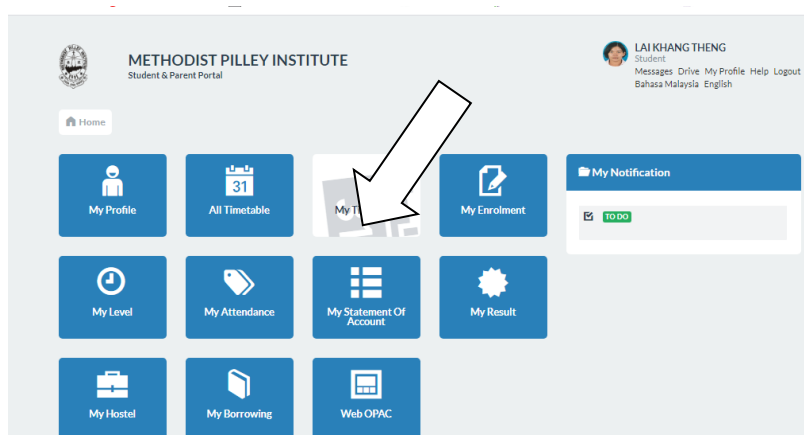 METHODIST PILLEY INSTITUTE
Student & Parent Portal
LAI KHANG THENG
Student
Messages Drive My Profile Help Logout
Bahasa Malaysia English
Home
31
My Profile
All Timetable
My
My Enrolment
My Notification
TO DO
My Level
My Attendance
My Statement Of
Account
My Result
My Hostel
My Borrowing
Web OPAC